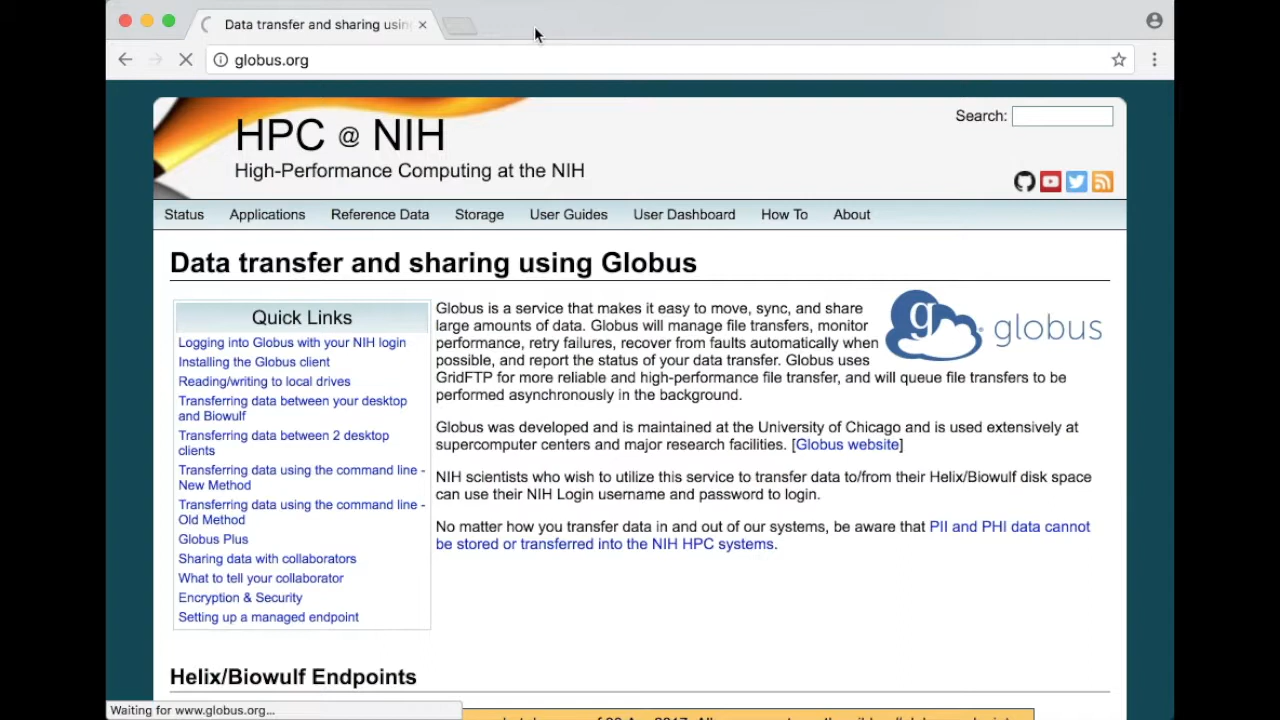 Data transfer and sharing usin
globus.org
HPC @ NIH
High-Performance Computing at the NIH
Search:
Status Applications Reference Data Storage User Guides User Dashboard How To About
Data transfer and sharing using Globus
Quick Links
Logging into Globus with your NIH login
Installing the Globus client
Reading/writing to local drives
Transferring data between your desktop
and Biowulf
Transferring data between 2 desktop
clients
Transferring data using the command line -
New Method
Transferring data using the command line -
Old Method
Globus Plus
Sharing data with collaborators
What to tell your collaborator
Encryption & Security
Setting up a managed endpoint
Globus is a service that makes it easy to move, sync, and share
large amounts of data. Globus will manage file transfers, monitor
performance, retry failures, recover from faults automatically when
possible, and report the status of your data transfer. Globus uses
GridFTP for more reliable and high-performance file transfer, and will queue file transfers to be
performed asynchronously in the background.
g globus
Globus was developed and is maintained at the University of Chicago and is used extensively at
supercomputer centers and major research facilities. [Globus website]
NIH scientists who wish to utilize this service to transfer data to/from their Helix/Biowulf disk space
can use their NIH Login username and password to login.
No matter how you transfer data in and out of our systems, be aware that PII and PHI data cannot
be stored or transferred into the NIH HPC systems.
Helix/Biowulf Endpoints
Waiting for www.globus.org...